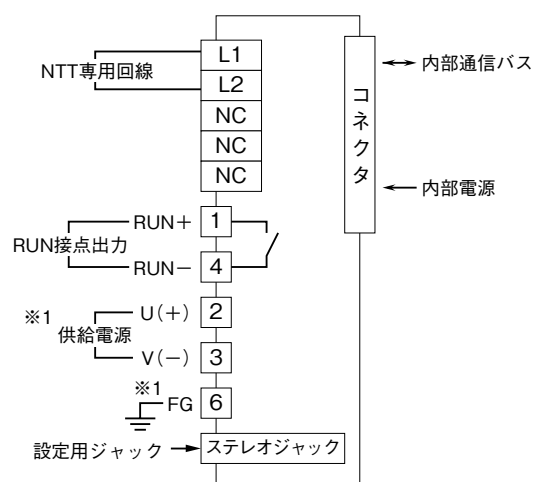 NTT専用回線
L1
L2
NC
NC
NC
コネクタ
内部通信バス
内部電源
RUN接点出力
RUN＋
1
RUN－
4
※1
供給電源
U(＋)
2
V(－)
3
※1
FG
6
設定用ジャック
ステレオジャック